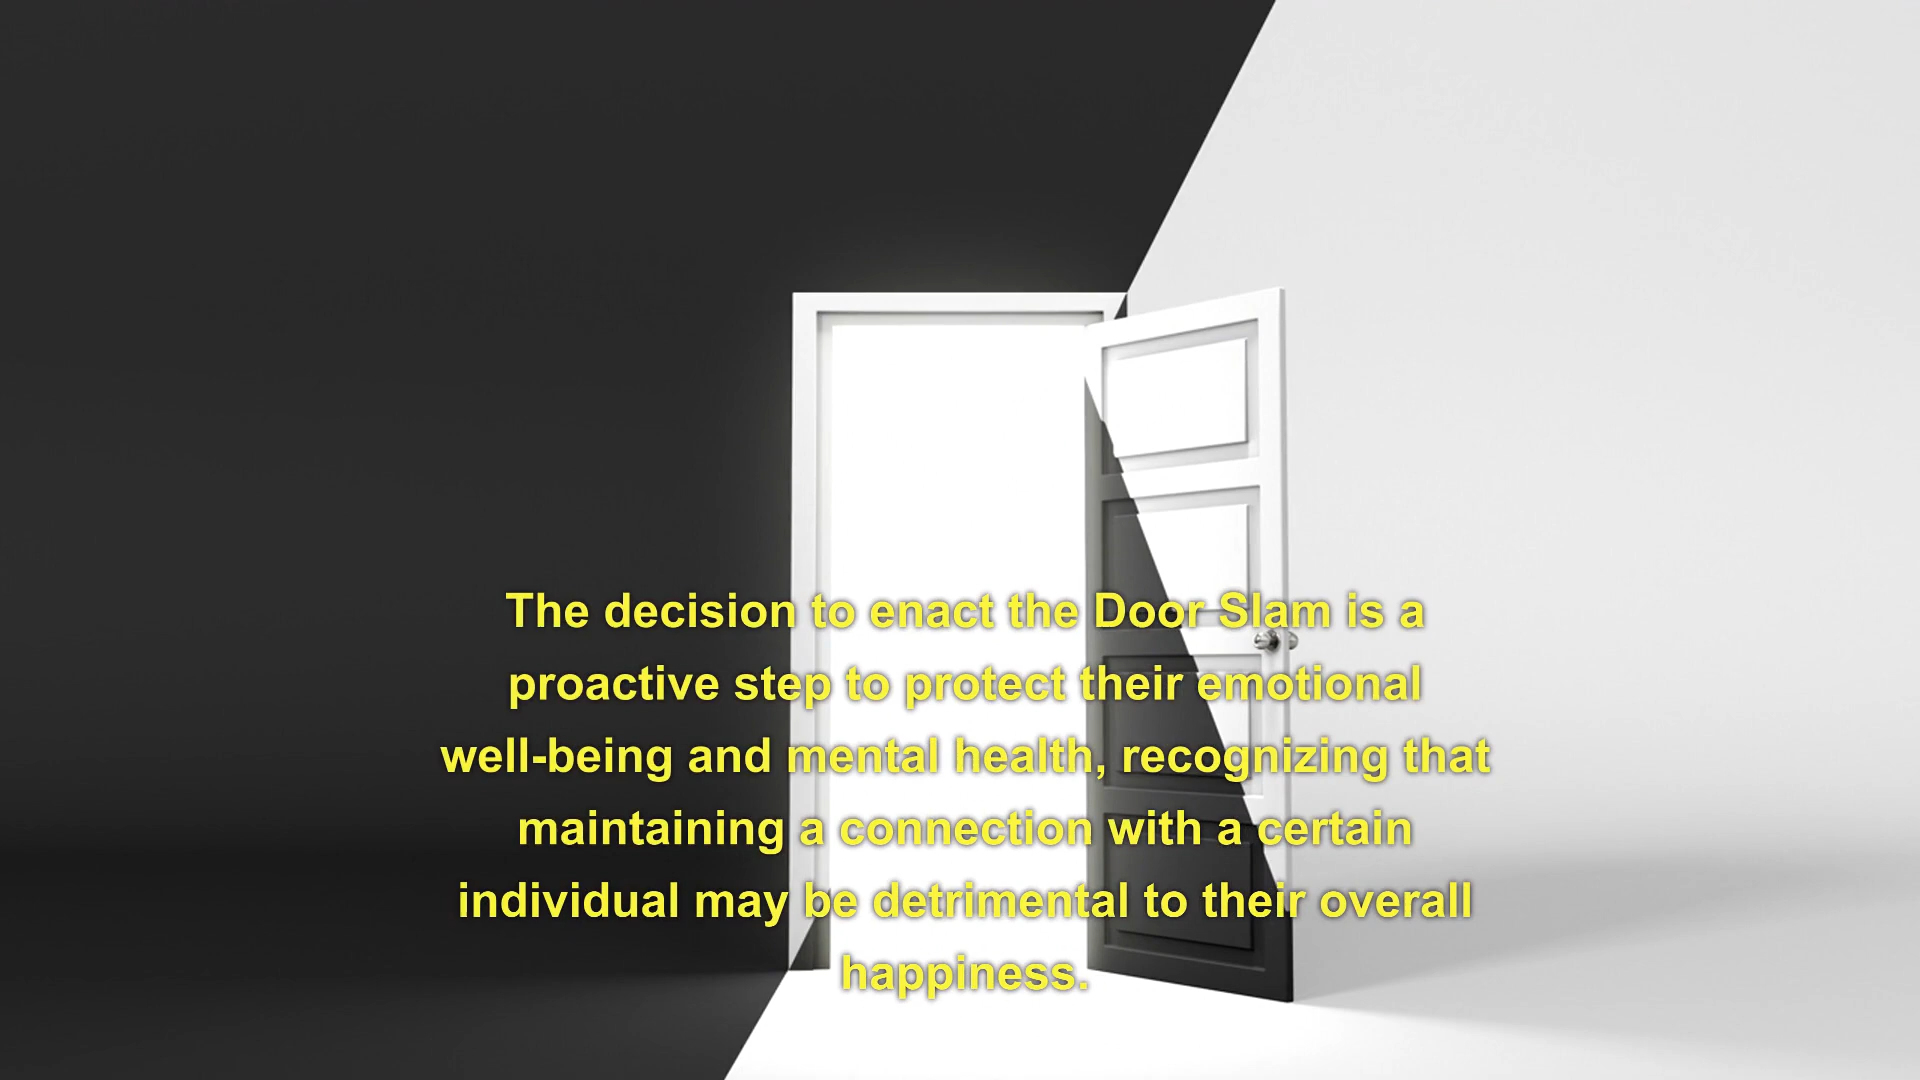 The decision to enact the Door Slam is a
proactive step to protect their emotional
well-being and mental health, recognizing that
maintaining a connection with a certain
individual may be detrimental to their overall
happiness.